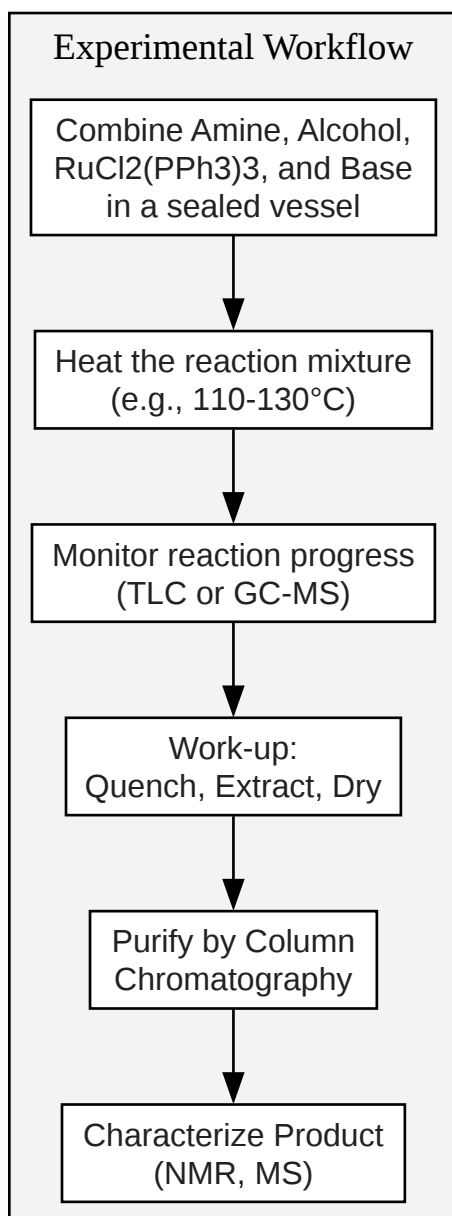 Experimental Workflow
Combine Amine, Alcohol,
RuCl2(PPh3)3, and Base
in a sealed vessel
Heat the reaction mixture
(e.g., 110-130°C)
Monitor reaction progress
(TLC or GC-MS)
Work-up:
Quench, Extract, Dry
Purify by Column
Chromatography
Characterize Product
(NMR, MS)